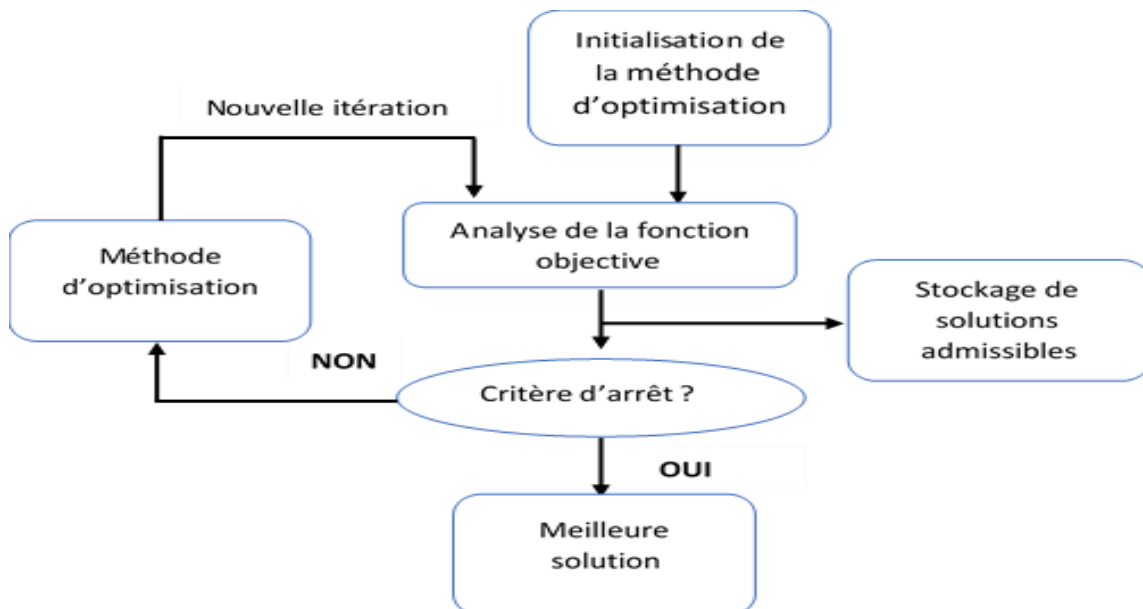 Initialisation de
la méthode
d’optimisation
Nouvelle itération
Analyse de la fonction
objective
Méthode
d’optimisation
Stockage de
solutions
admissibles
NON
Critère d’arrêt ?
OUI
Meilleure
solution